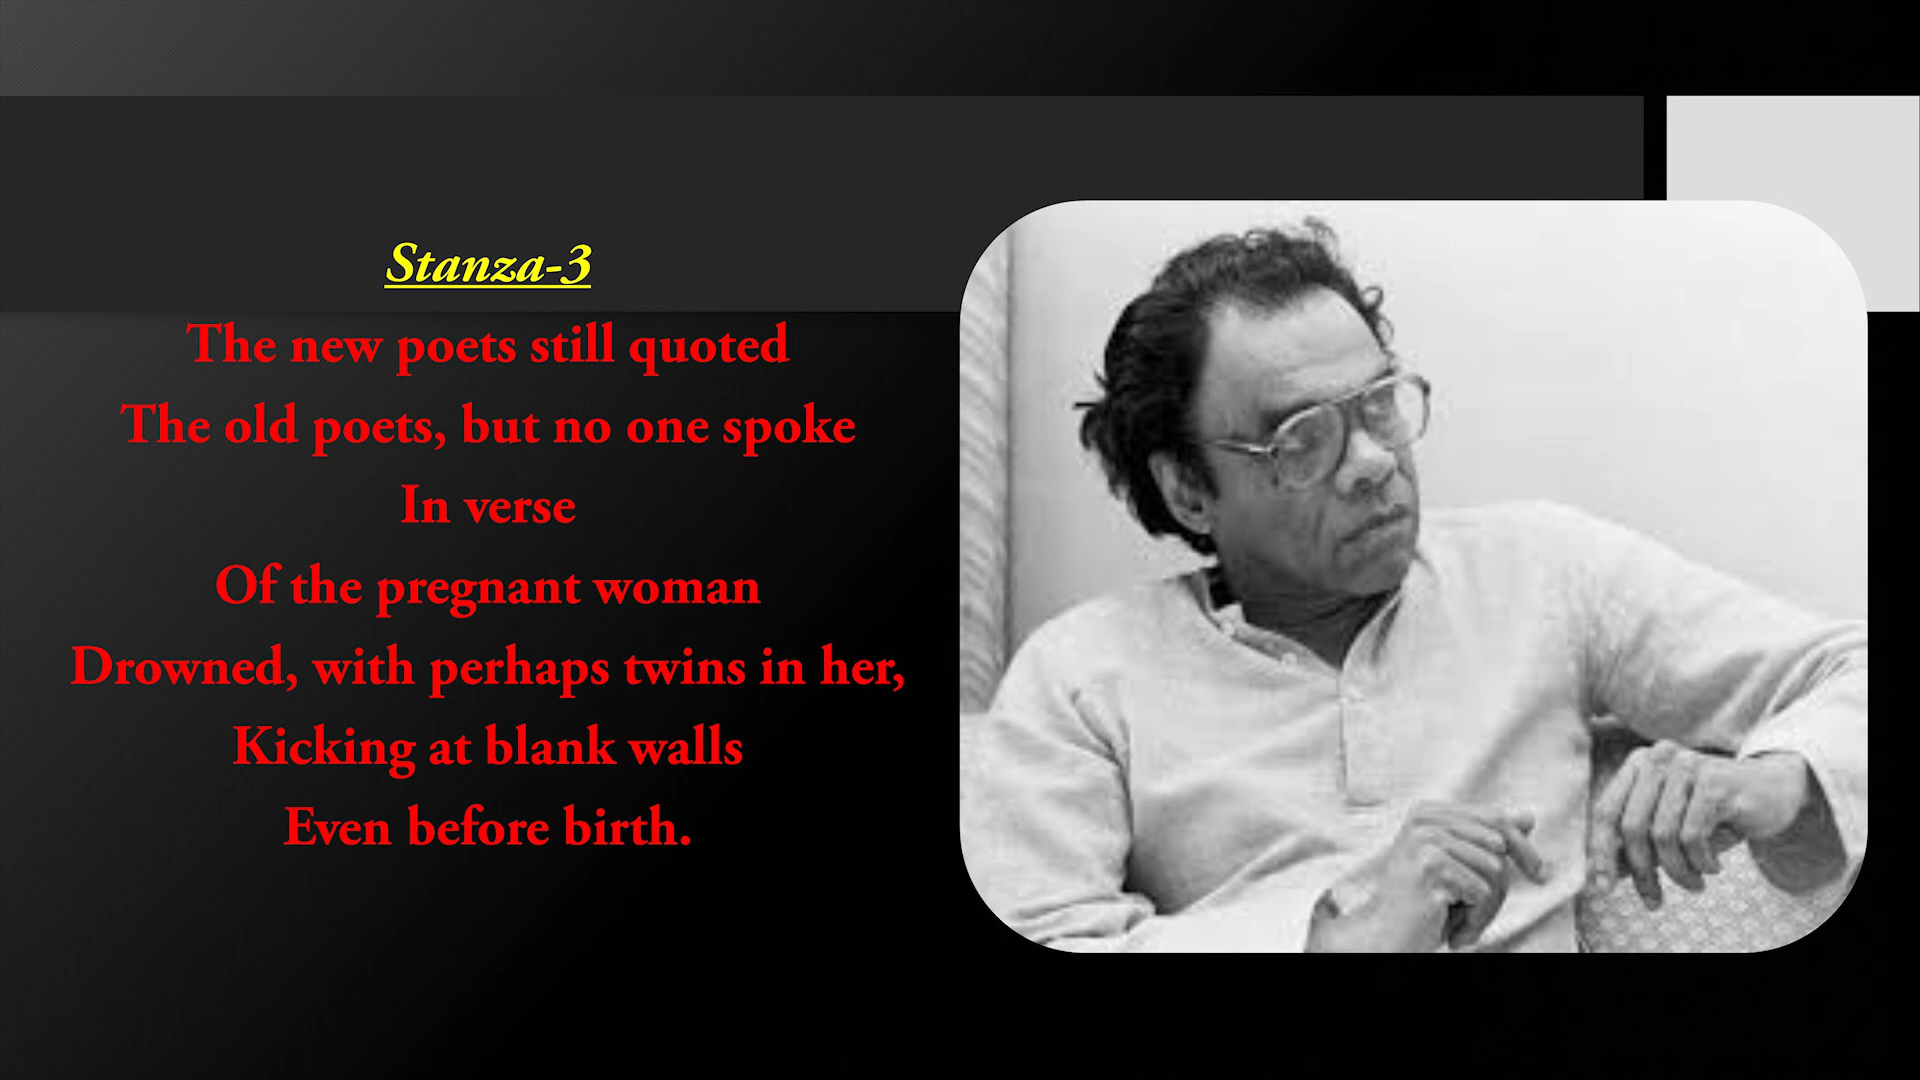 Stanza-3
The new poets still quoted
The old poets, but no one spoke
In verse
Of the pregnant woman
Drowned, with perhaps twins in her,
Kicking at blank walls
Even before birth.